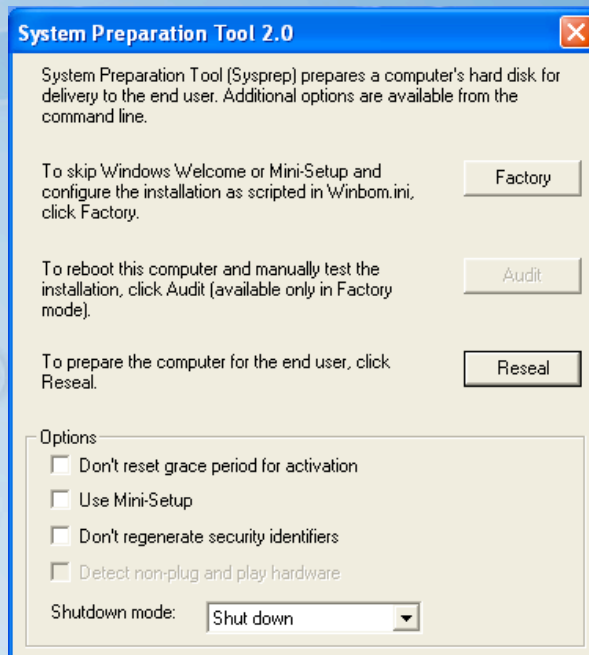 System Preparation Tool 2.0
System Preparation Tool (Sysprep) prepares a computer's hard disk for
delivery to the end user. Additional options are available from the
command line.
To skip Windows Welcome or Mini-Setup and
configure the installation as scripted in Winbom.ini,
click Factory.
Factory
To reboot this computer and manually test the
installation, click Audit (available only in Factory
mode).
Audit
To prepare the computer for the end user, click
Reseal.
Reseal
Options
Don't reset grace period for activation
Use Mini-Setup
Don't regenerate security identifiers
Detect non-plug and play hardware
Shutdown mode: Shut down